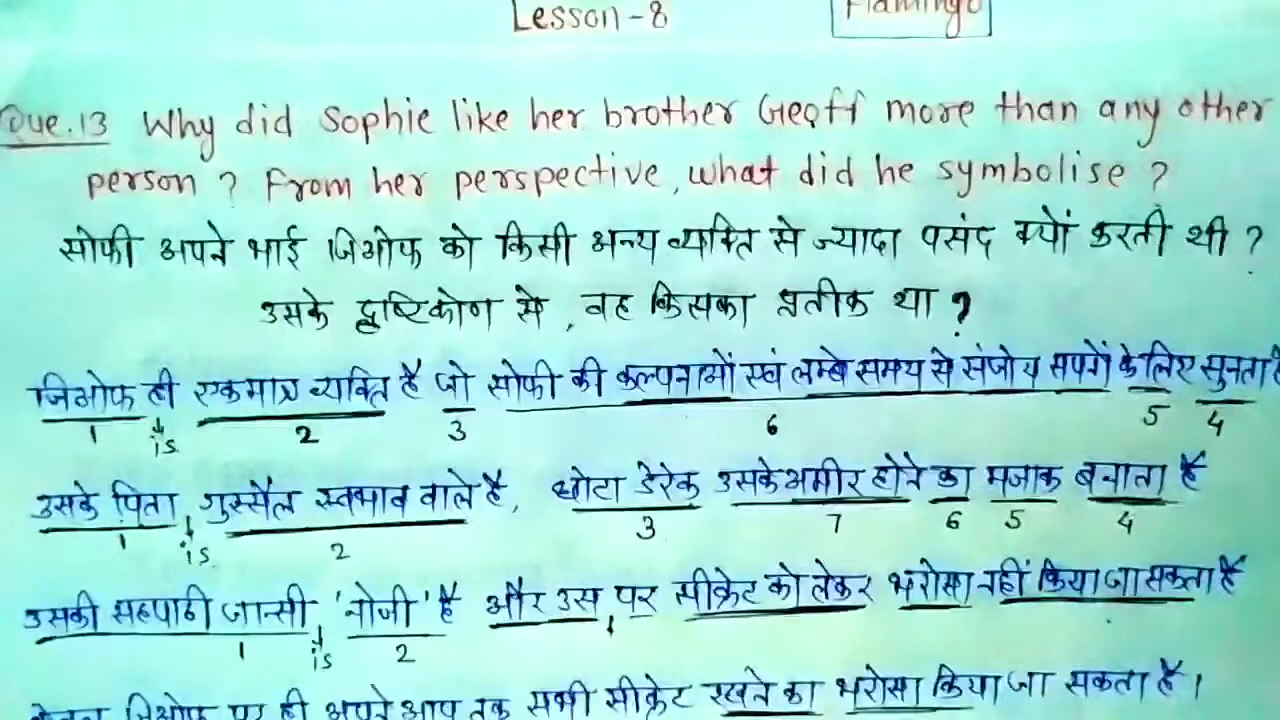 Lesson-8 Flamingo
Que.13 Why did Sophie like her brother Geoff more than any other
person ? From her perspective, what did he symbolise ?
सोफी अपने भाई जिओफ को किसी अन्य व्यक्ति से ज्यादा पसंद क्यों करती थी ?
उसके दृष्टिकोण से, वह किसका प्रतीक था ?
जिओफ ही एकमात्र व्यक्ति है जो सोफी की कल्पनाओं एवं लम्बे समय से संजोये सपनों के लिए सुनता है
1 is 2 3 6 5 4
उसके पिता गुस्सैल स्वभाव वाले है, छोटा डेरेक उसके अमीर होने का मजाक बनाता है
1 is 2 3 7 6 5 4
उसकी सहपाठी जान्सी 'नोजी' है और उस पर सीक्रेट को लेकर भरोसा नहीं किया जा सकता है
1 is 2
केवल जिओफ पर ही अपने आप तक सभी सीक्रेट रखने का भरोसा किया जा सकता है।